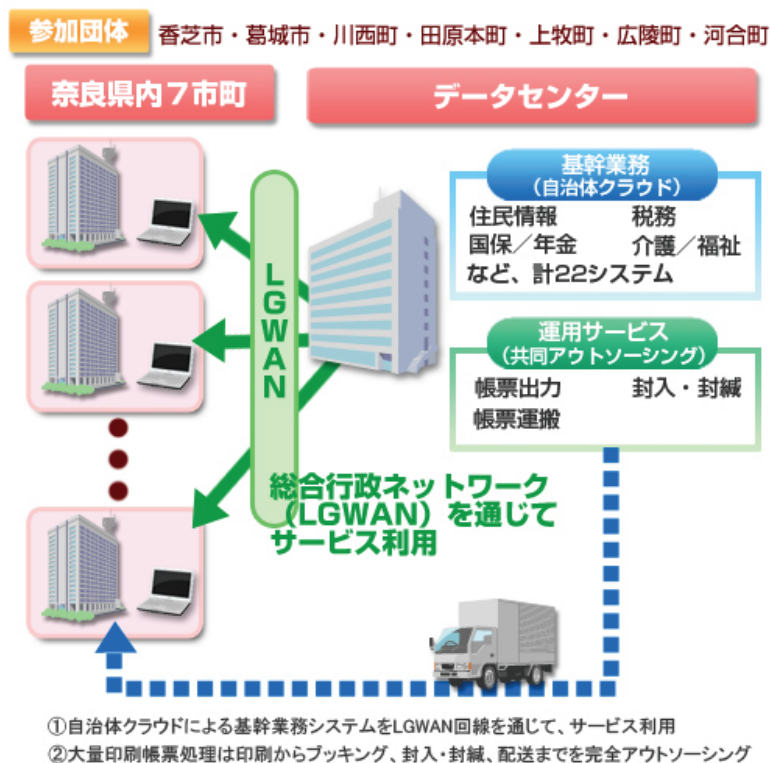 参加団体 香芝市・葛城市・川西町・田原本町・上牧町・広陵町・河合町
奈良県内7市町
データセンター
LGWAN
基幹業務
（自治体クラウド）
住民情報 税務
国保／年金 介護／福祉
など、計22システム
運用サービス
（共同アウトソーシング）
帳票出力 封入・封緘
帳票運搬
総合行政ネットワーク
（LGWAN）を通じて
サービス利用
①自治体クラウドによる基幹業務システムをLGWAN回線を通じて、サービス利用
②大量印刷帳票処理は印刷からブッキング、封入・封緘、配送までを完全アウトソーシング